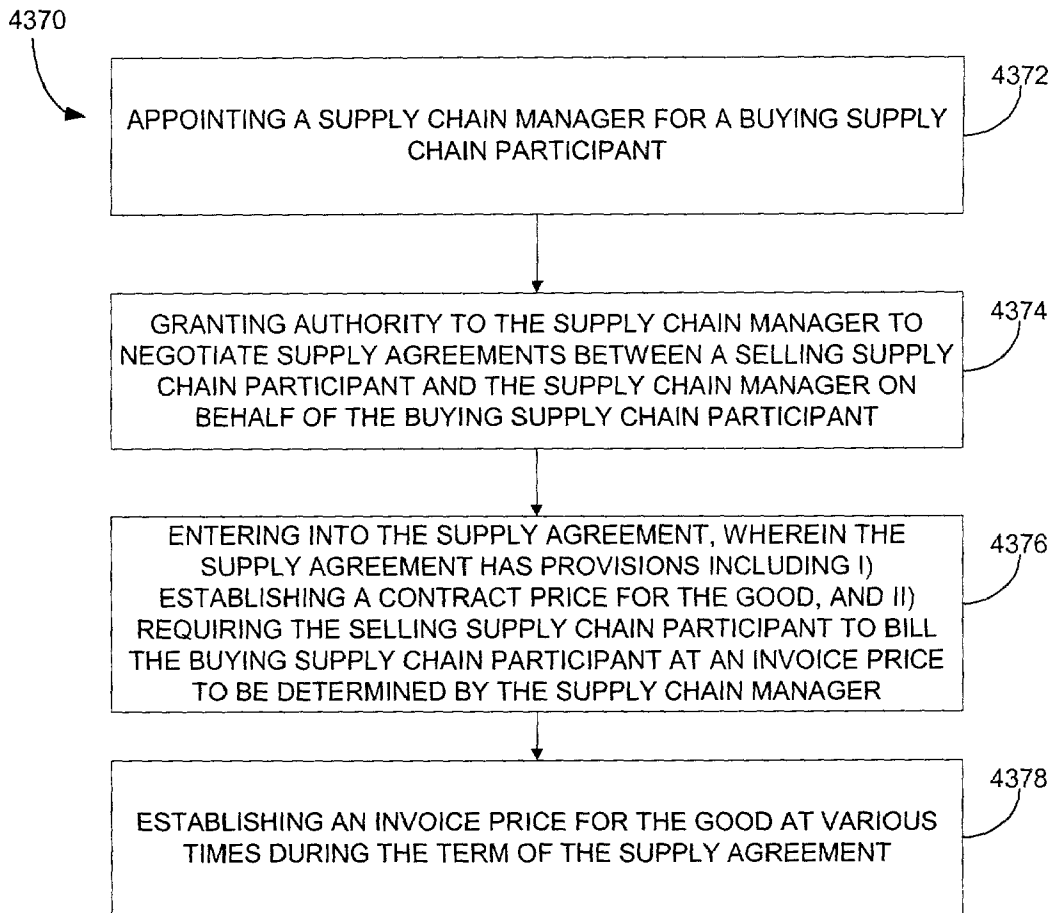 4370
4372
APPOINTING A SUPPLY CHAIN MANAGER FOR A BUYING SUPPLY
CHAIN PARTICIPANT
4374
GRANTING AUTHORITY TO THE SUPPLY CHAIN MANAGER TO
NEGOTIATE SUPPLY AGREEMENTS BETWEEN A SELLING SUPPLY
CHAIN PARTICIPANT AND THE SUPPLY CHAIN MANAGER ON
BEHALF OF THE BUYING SUPPLY CHAIN PARTICIPANT
4376
ENTERING INTO THE SUPPLY AGREEMENT, WHEREIN THE
SUPPLY AGREEMENT HAS PROVISIONS INCLUDING I)
ESTABLISHING A CONTRACT PRICE FOR THE GOOD, AND II)
REQUIRING THE SELLING SUPPLY CHAIN PARTICIPANT TO BILL
THE BUYING SUPPLY CHAIN PARTICIPANT AT AN INVOICE PRICE
TO BE DETERMINED BY THE SUPPLY CHAIN MANAGER
4378
ESTABLISHING AN INVOICE PRICE FOR THE GOOD AT VARIOUS
TIMES DURING THE TERM OF THE SUPPLY AGREEMENT